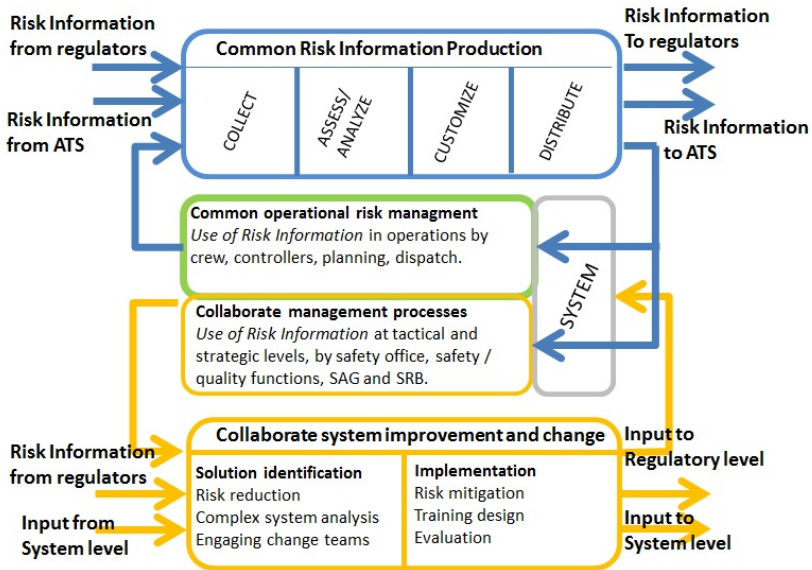 Risk Information
from regulators
Risk Information
from ATS
Common Risk Information Production
COLLECT
ASSESS/
ANALYZE
CUSTOMIZE
DISTRIBUTE
Risk Information
To regulators
Risk Information
to ATS
Common operational risk managment
Use of Risk Information in operations by
crew, controllers, planning, dispatch.
Collaborate management processes
Use of Risk Information at tactical and
strategic levels, by safety office, safety /
quality functions, SAG and SRB.
SYSTEM
Risk Information
from regulators
Input from
System level
Collaborate system improvement and change
Solution identification
Risk reduction
Complex system analysis
Engaging change teams
Implementation
Risk mitigation
Training design
Evaluation
Input to
Regulatory level
Input to
System level